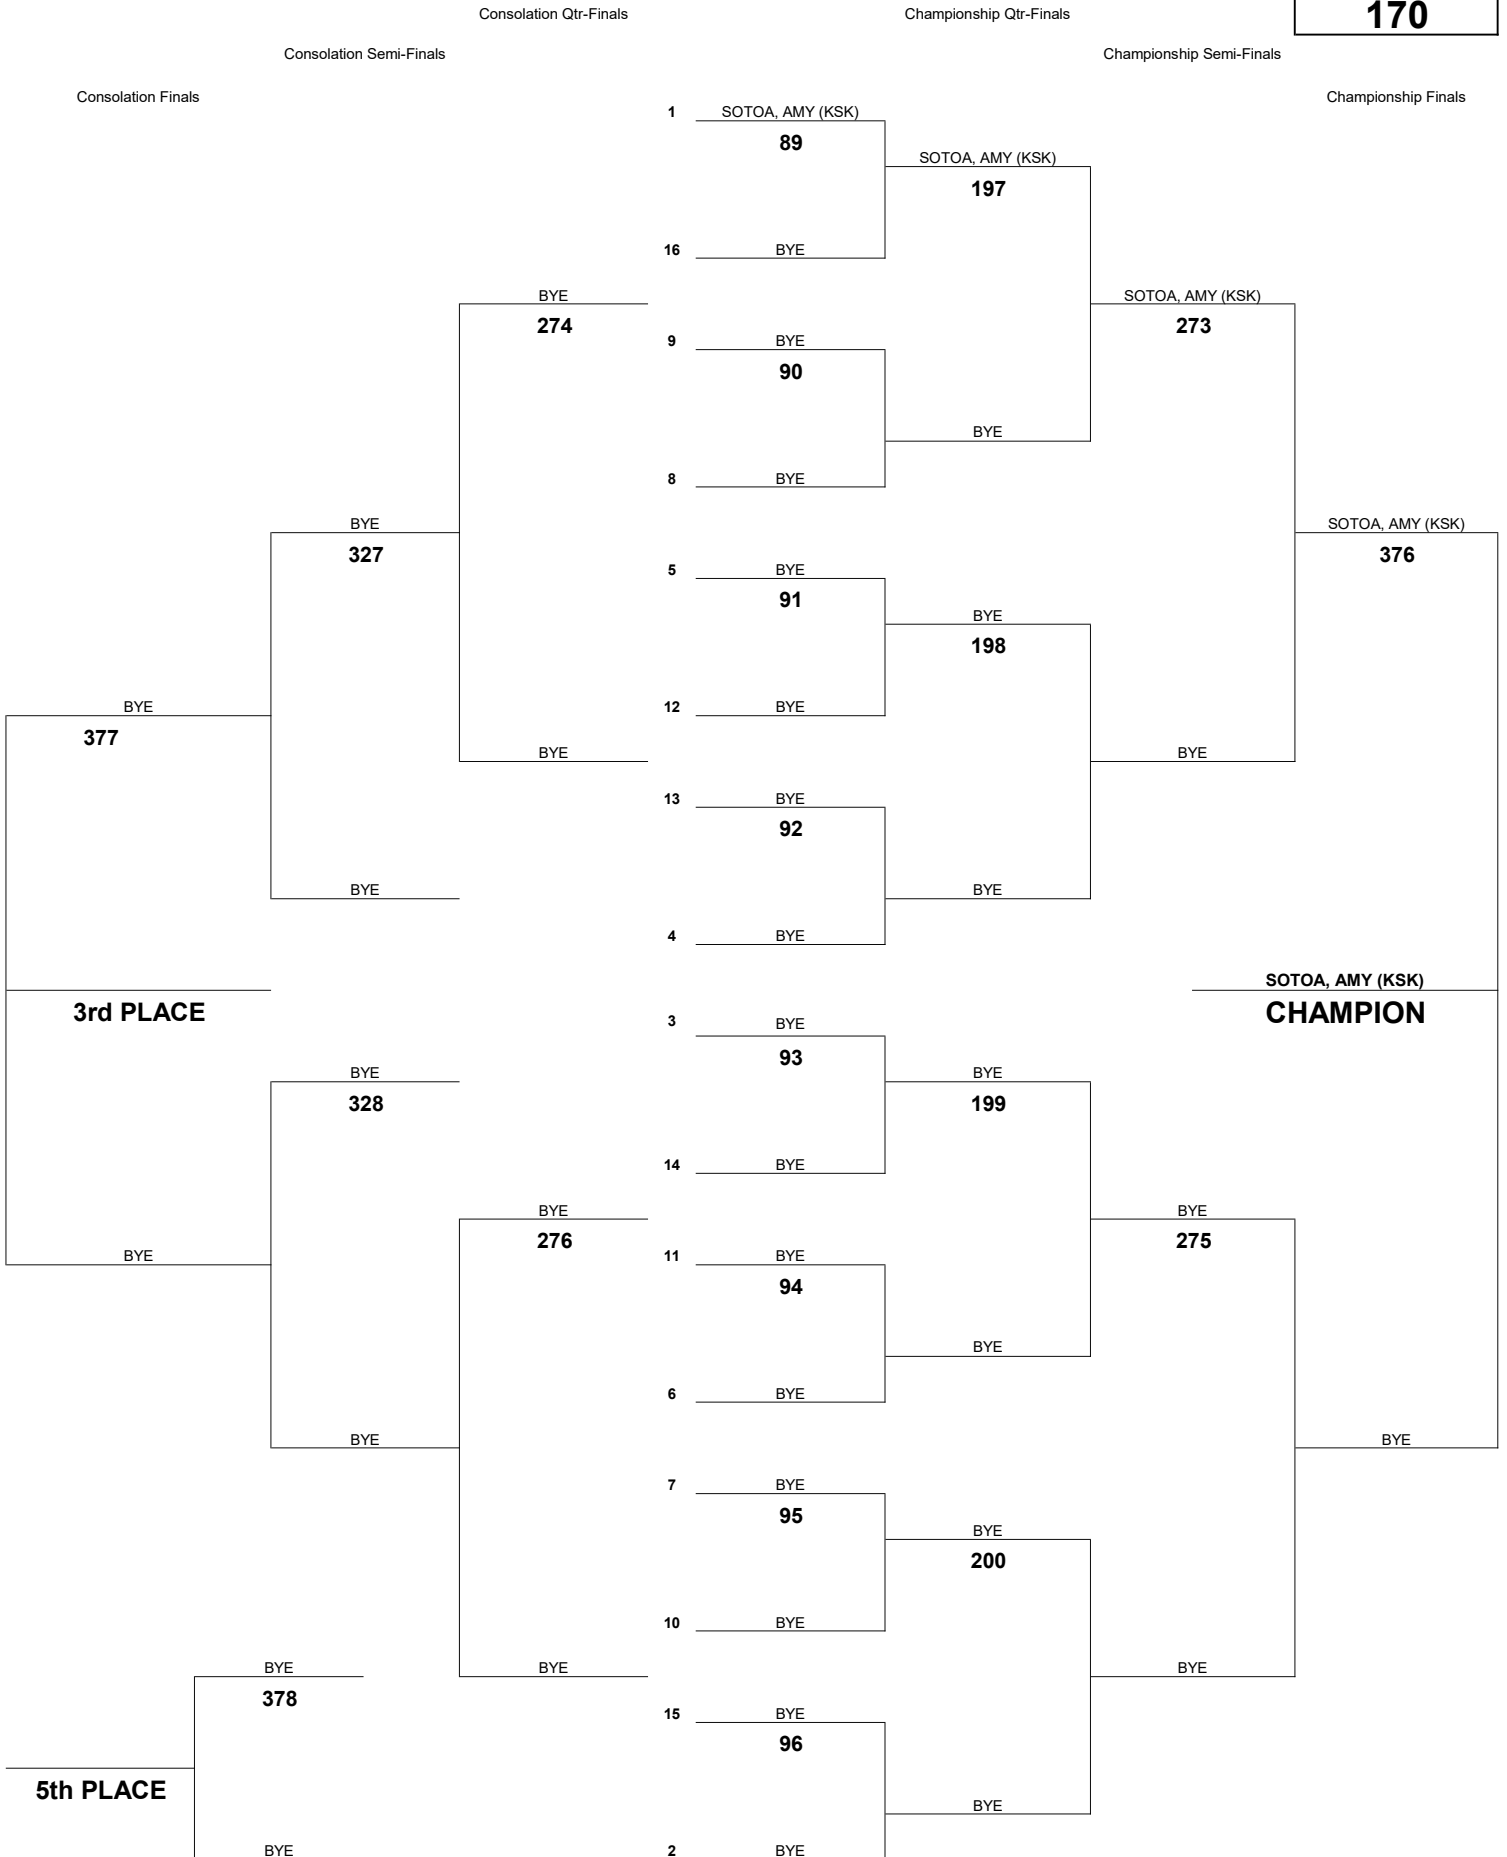 Consolation Qtr-Finals
Championship Qtr-Finals
170
Consolation Semi-Finals
Championship Semi-Finals
Consolation Finals
Championship Finals
1 SOTOA, AMY (KSK)
89
SOTOA, AMY (KSK)
197
16 BYE
BYE
274
SOTOA, AMY (KSK)
273
9 BYE
90
BYE
8 BYE
BYE
327
SOTOA, AMY (KSK)
376
5 BYE
91
BYE
198
BYE
377
12 BYE
BYE
BYE
13 BYE
92
BYE
BYE
4 BYE
3rd PLACE
SOTOA, AMY (KSK)
CHAMPION
3 BYE
93
BYE
328
BYE
199
14 BYE
BYE
276
BYE
275
BYE
11 BYE
94
BYE
6 BYE
BYE
BYE
7 BYE
95
BYE
200
10 BYE
BYE
378
BYE
BYE
15 BYE
96
5th PLACE
BYE
BYE
2 BYE